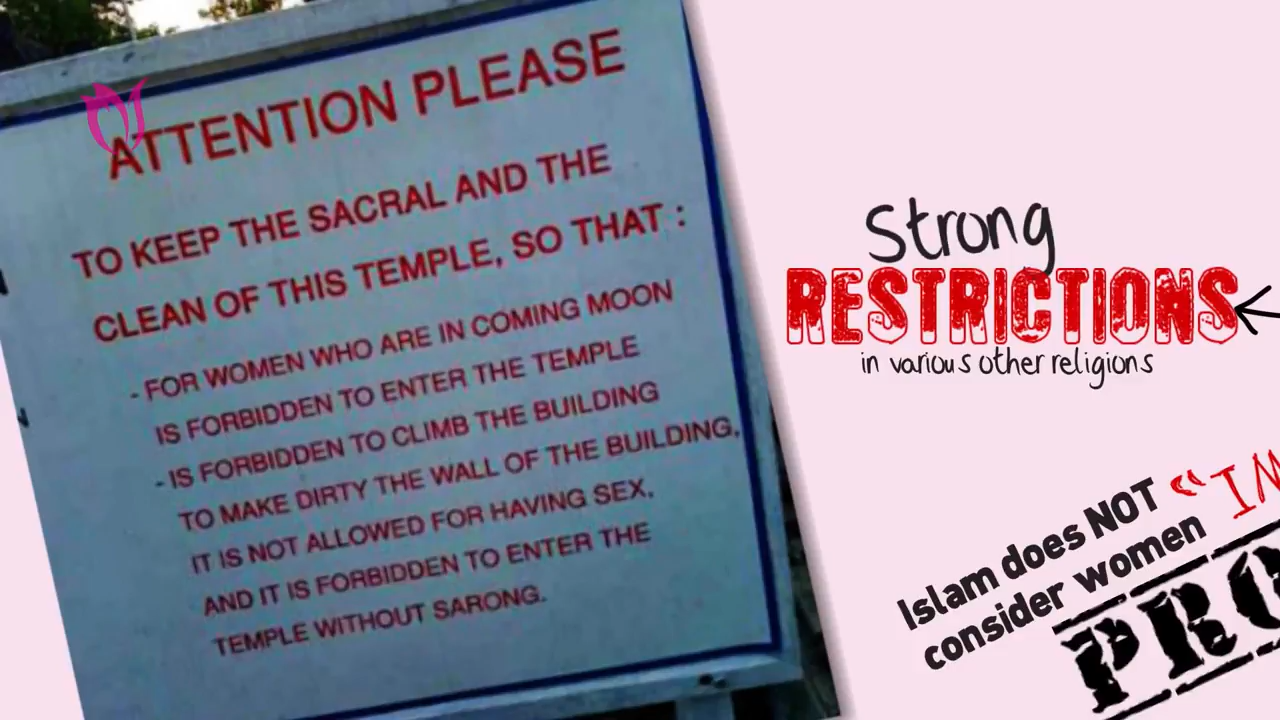 ATTENTION PLEASE
TO KEEP THE SACRAL AND THE
CLEAN OF THIS TEMPLE, SO THAT :
- FOR WOMEN WHO ARE IN COMING MOON
IS FORBIDDEN TO ENTER THE TEMPLE
- IS FORBIDDEN TO CLIMB THE BUILDING
TO MAKE DIRTY THE WALL OF THE BUILDING,
IT IS NOT ALLOWED FOR HAVING SEX,
AND IT IS FORBIDDEN TO ENTER THE
TEMPLE WITHOUT SARONG.
Strong
RESTRICTIONS
in various other religions
Islam does NOT
consider women